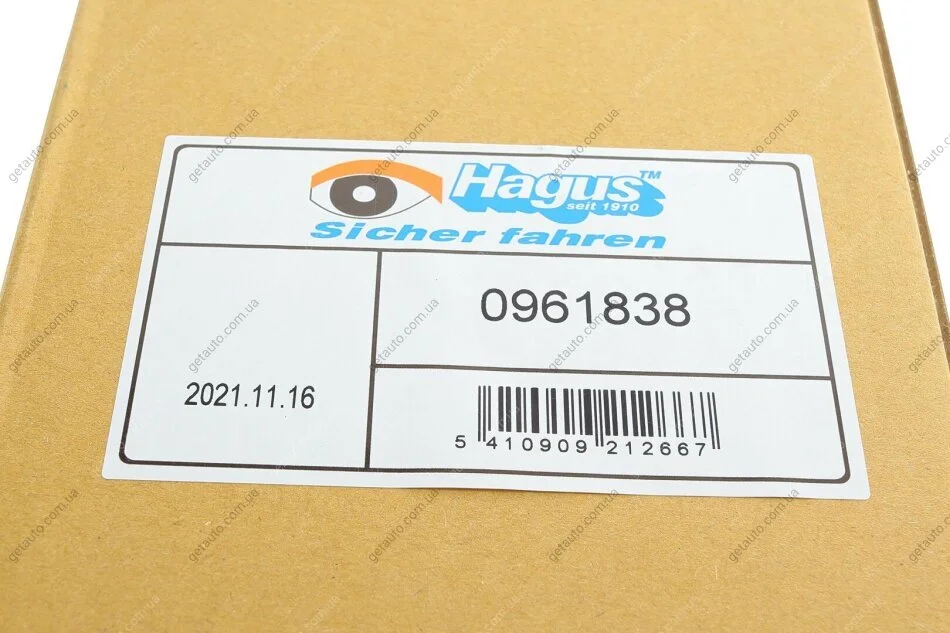 Hagus™
seit 1910
Sicher fahren
0961838
2021.11.16
5 410909 212667
getauto.com.ua